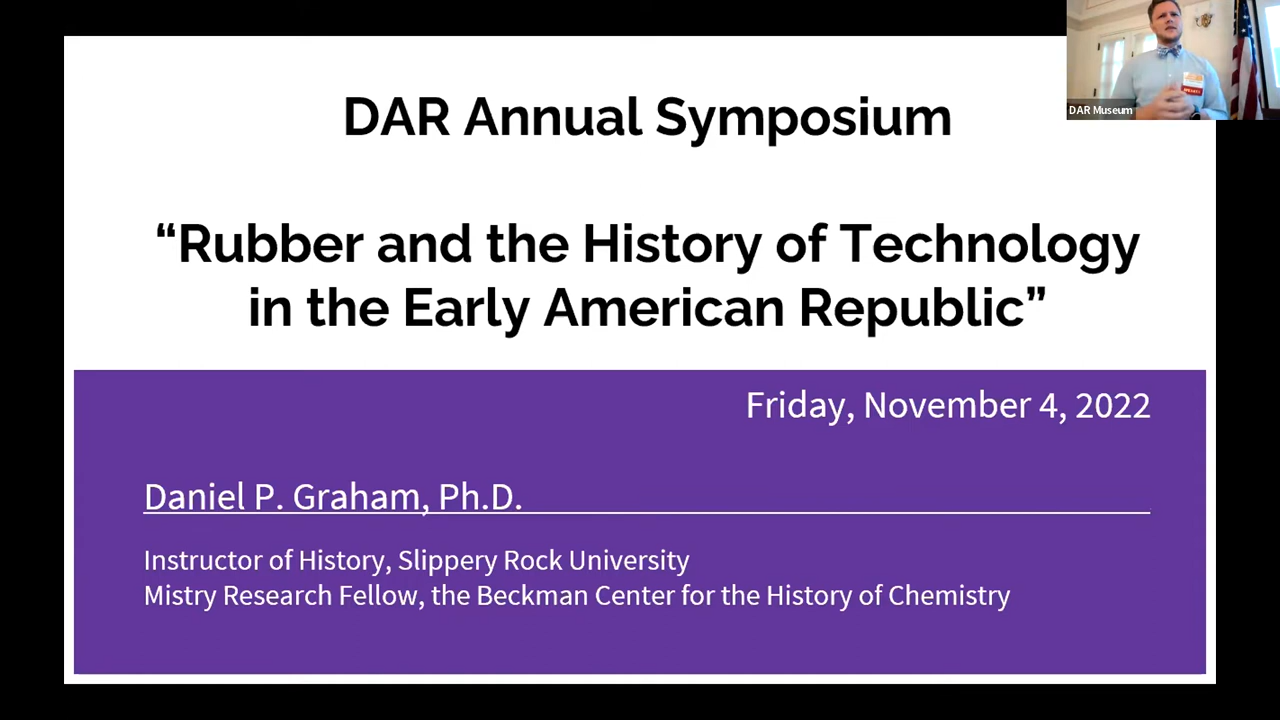 DAR Annual Symposium
“Rubber and the History of Technology
in the Early American Republic”
Friday, November 4, 2022
Daniel P. Graham, Ph.D.
Instructor of History, Slippery Rock University
Mistry Research Fellow, the Beckman Center for the History of Chemistry
DAR Museum